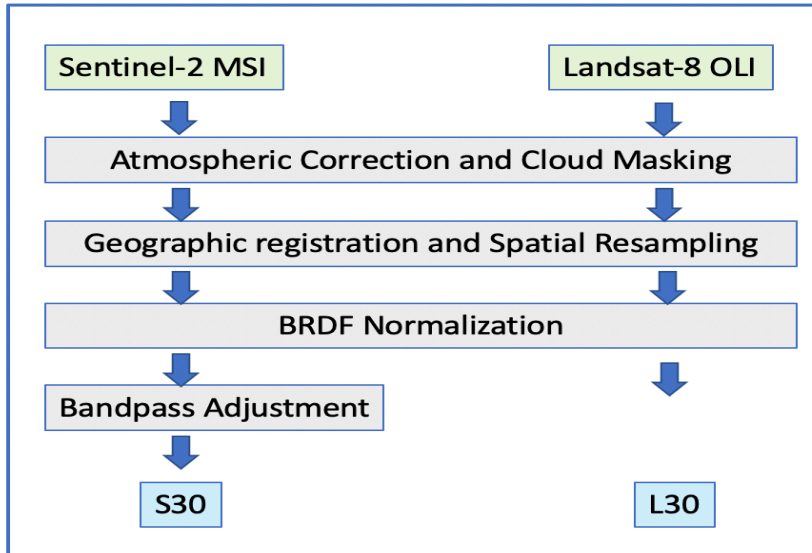 Sentinel-2 MSI
Landsat-8 OLI
Atmospheric Correction and Cloud Masking
Geographic registration and Spatial Resampling
BRDF Normalization
Bandpass Adjustment
S30
L30